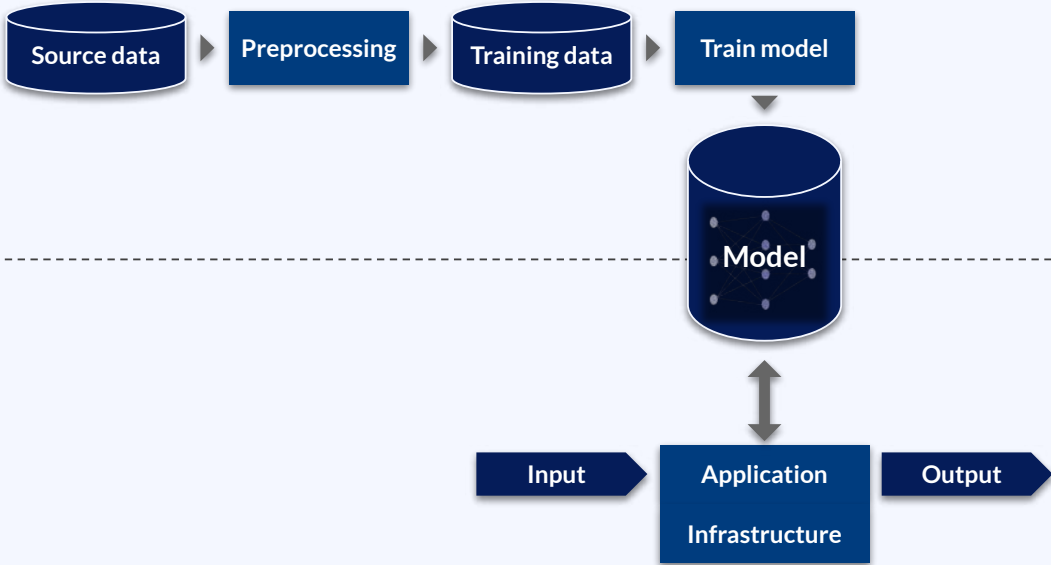 Source data
Preprocessing
Training data
Train model
Model
Input
Application
Output
Infrastructure